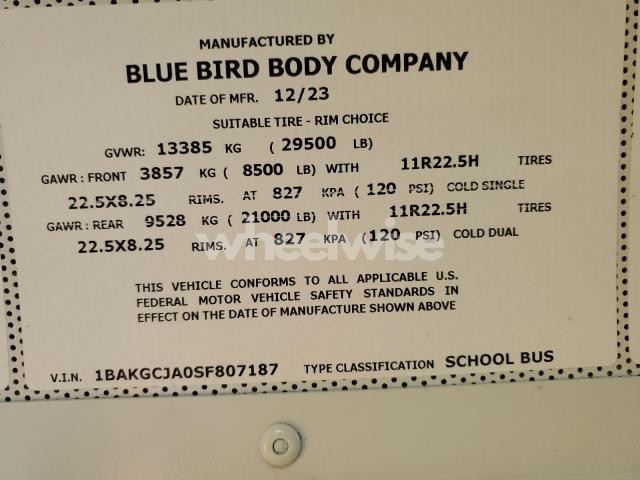 MANUFACTURED BY
BLUE BIRD BODY COMPANY
DATE OF MFR. 12/23
SUITABLE TIRE - RIM CHOICE
GVWR: 13385 KG ( 29500 LB)
GAWR : FRONT 3857 KG ( 8500 LB) WITH 11R22.5H TIRES
22.5X8.25 RIMS. AT 827 KPA ( 120 PSI) COLD SINGLE
GAWR : REAR 9528 KG ( 21000 LB) WITH 11R22.5H TIRES
22.5X8.25 RIMS. AT 827 KPA ( 120 PSI) COLD DUAL
wheelwise
THIS VEHICLE CONFORMS TO ALL APPLICABLE U.S.
FEDERAL MOTOR VEHICLE SAFETY STANDARDS IN
EFFECT ON THE DATE OF MANUFACTURE SHOWN ABOVE
V.I.N. 1BAKGCJA0SF807187 TYPE CLASSIFICATION SCHOOL BUS